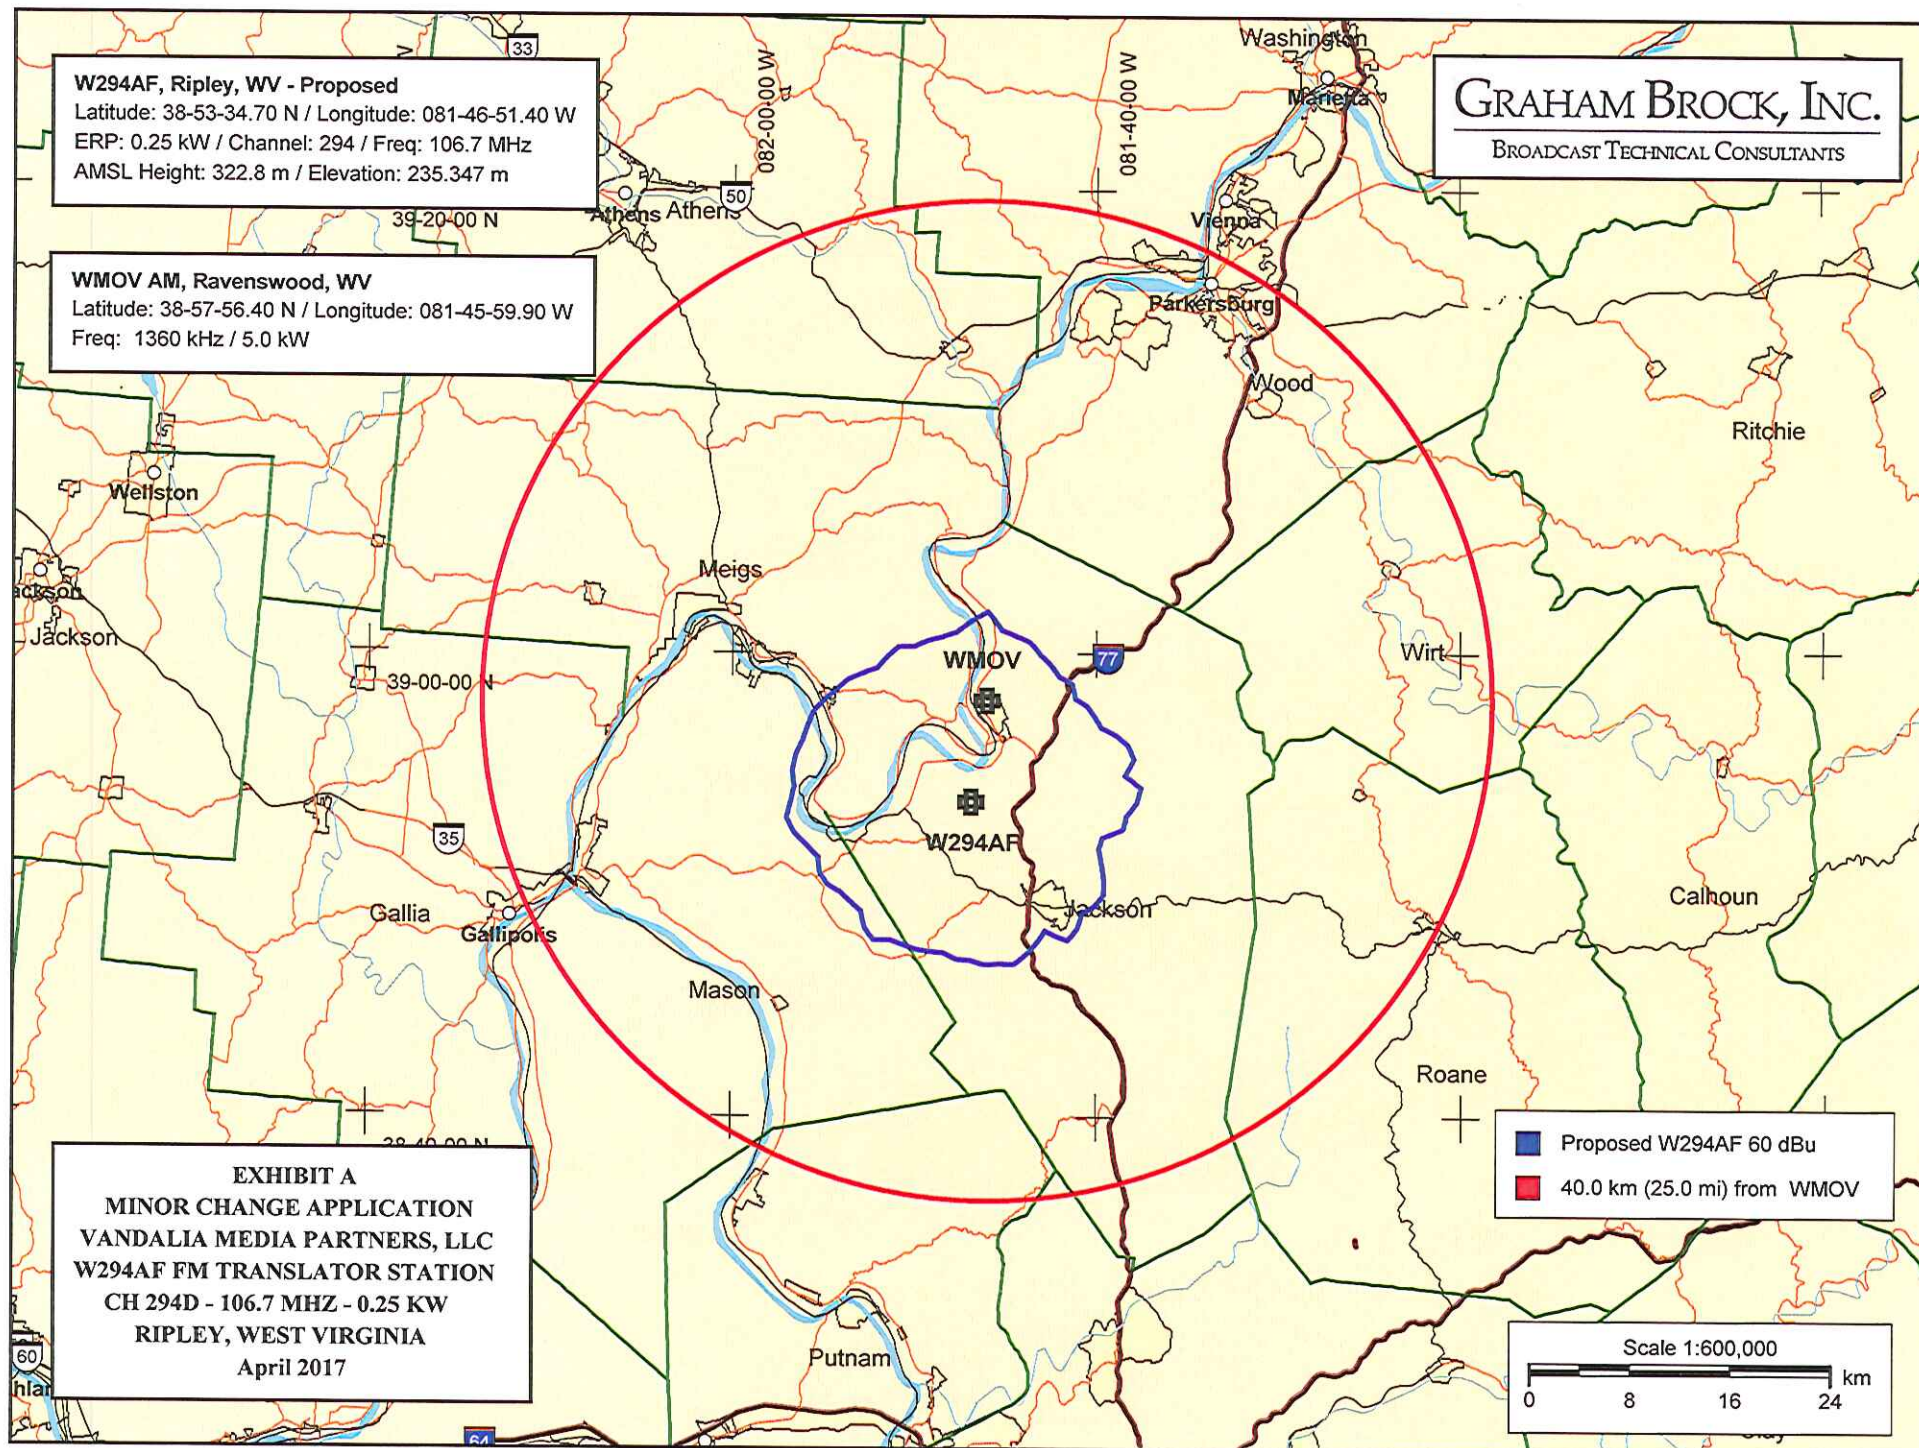 33
Washington
Marietta
W294AF, Ripley, WV - Proposed
Latitude: 38-53-34.70 N / Longitude: 081-46-51.40 W
ERP: 0.25 kW / Channel: 294 / Freq: 106.7 MHz
AMSL Height: 322.8 m / Elevation: 235.347 m
082-00-00 W
081-40-00 W
GRAHAM BROCK, INC.
BROADCAST TECHNICAL CONSULTANTS
50
Athens
Athens
39-20-00 N
Vienna
WMOV AM, Ravenswood, WV
Latitude: 38-57-56.40 N / Longitude: 081-45-59.90 W
Freq: 1360 kHz / 5.0 kW
Parkersburg
Wood
Ritchie
Wellston
Meigs
ackson
Jackson
WMOV
77
Wirt
39-00-00 N
35
W294AF
Jackson
Calhoun
Gallia
Gallipolis
Mason
Roane
38-40-00 N
EXHIBIT A
MINOR CHANGE APPLICATION
VANDALIA MEDIA PARTNERS, LLC
W294AF FM TRANSLATOR STATION
CH 294D - 106.7 MHZ - 0.25 KW
RIPLEY, WEST VIRGINIA
April 2017
Proposed W294AF 60 dBu
40.0 km (25.0 mi) from WMOV
Putnam
Scale 1:600,000
0 8 16 24 km
60
hlan
64